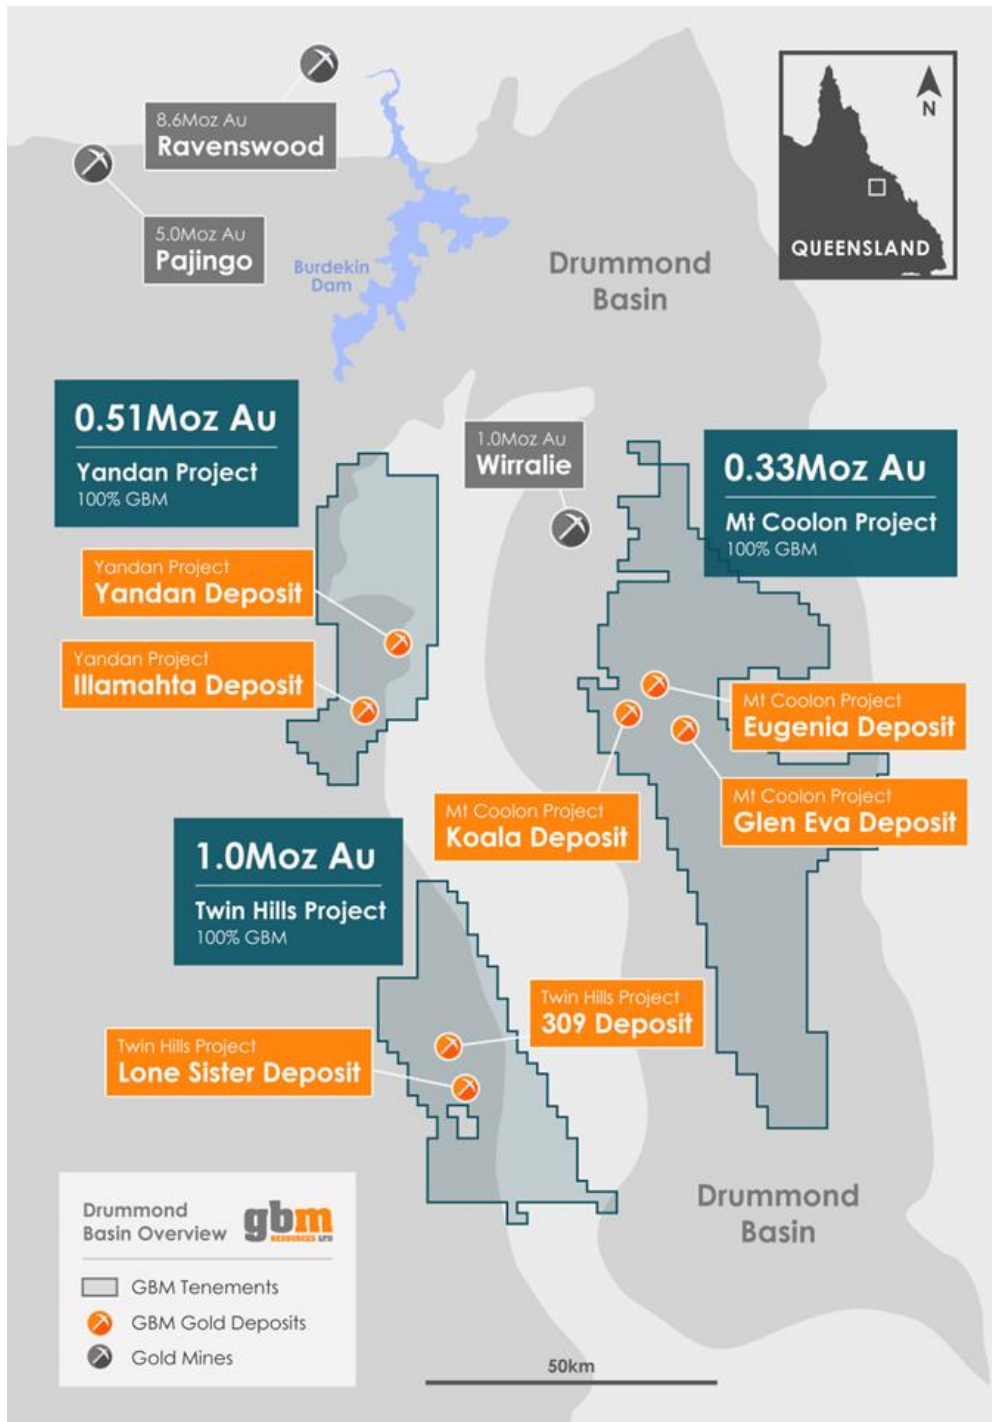 8.6Moz Au
Ravenswood
5.0Moz Au
Pajingo
Burdekin
Dam
Drummond
Basin
N
QUEENSLAND
0.51Moz Au
Yandan Project
100% GBM
1.0Moz Au
Wirralie
0.33Moz Au
Mt Coolon Project
100% GBM
Yandan Project
Yandan Deposit
Yandan Project
Illamahta Deposit
Mt Coolon Project
Eugenia Deposit
Mt Coolon Project
Koala Deposit
Mt Coolon Project
Glen Eva Deposit
1.0Moz Au
Twin Hills Project
100% GBM
Twin Hills Project
309 Deposit
Twin Hills Project
Lone Sister Deposit
Drummond
Basin
Drummond
Basin Overview
gbm
RESOURCES LTD
GBM Tenements
GBM Gold Deposits
Gold Mines
50km